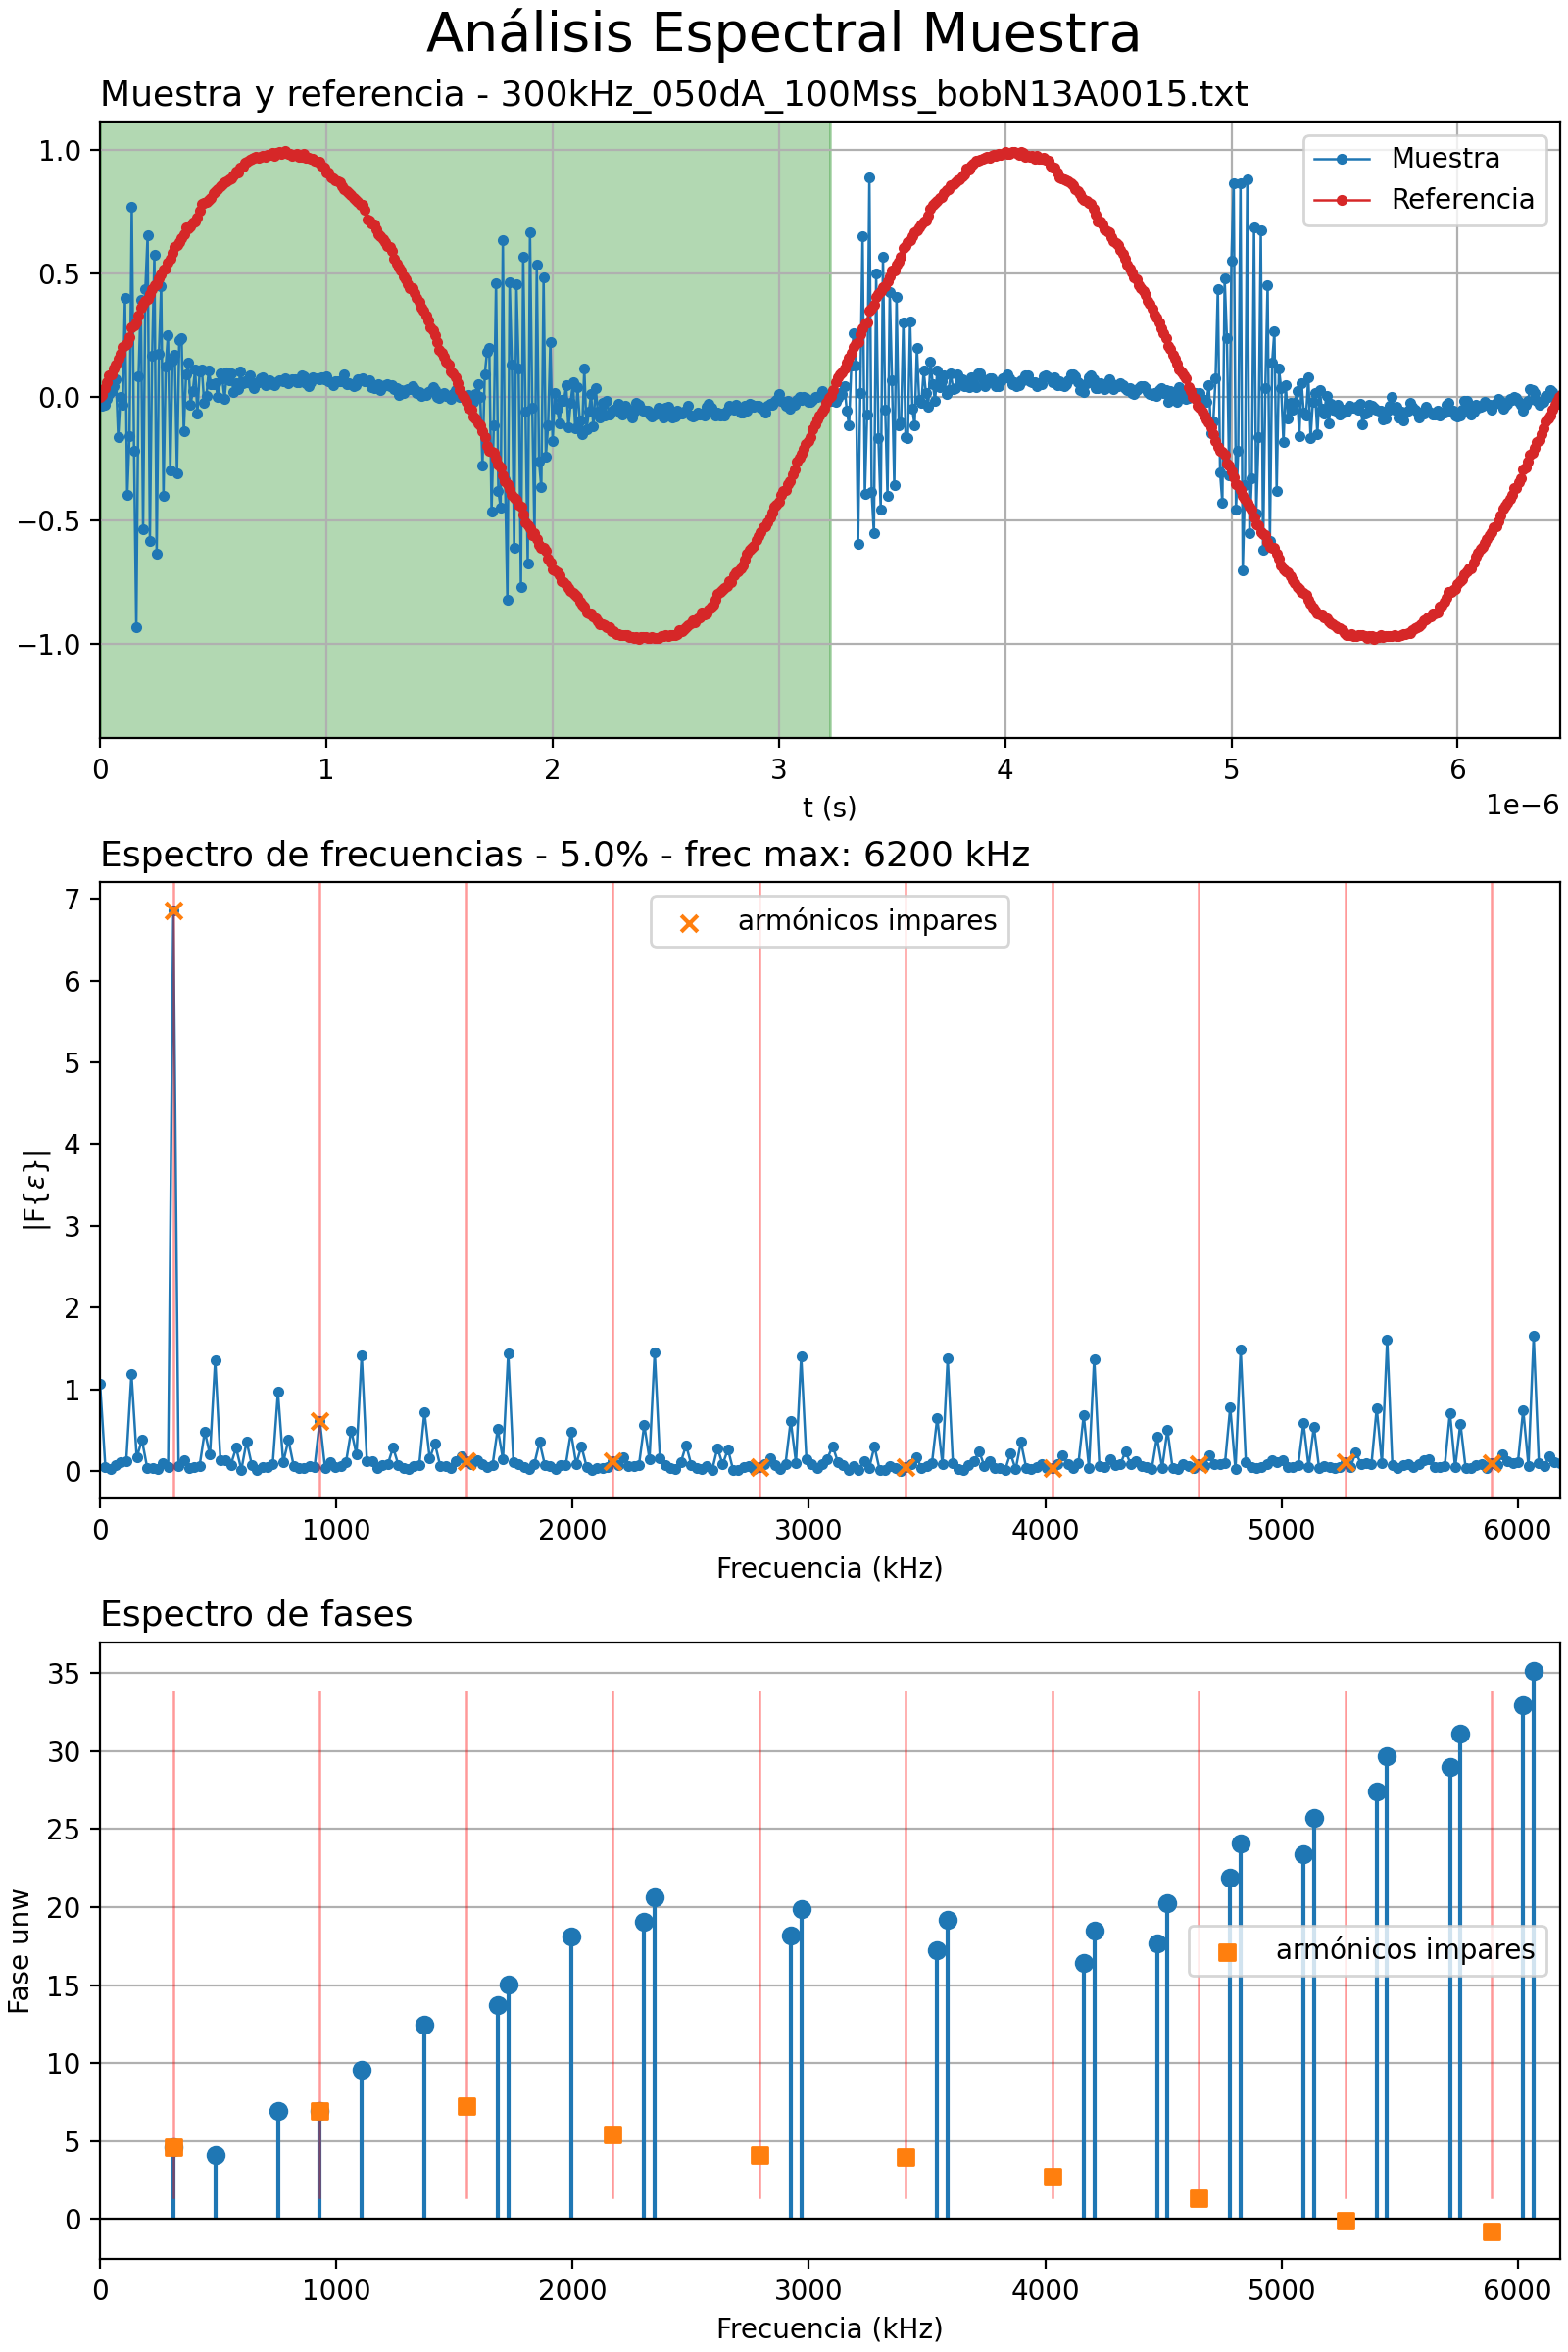 Análisis Espectral Muestra
Muestra y referencia - 300kHz_050dA_100Mss_bobN13A0015.txt
1.0
0.5
0.0
−0.5
−1.0
Muestra
Referencia
0 1 2 3 4 5 6
1e−6
t (s)
Espectro de frecuencias - 5.0% - frec max: 6200 kHz
7
6
5
4
3
2
1
0
|F{ε}|
armónicos impares
0 1000 2000 3000 4000 5000 6000
Frecuencia (kHz)
Espectro de fases
35
30
25
20
15
10
5
0
Fase unw
armónicos impares
0 1000 2000 3000 4000 5000 6000
Frecuencia (kHz)